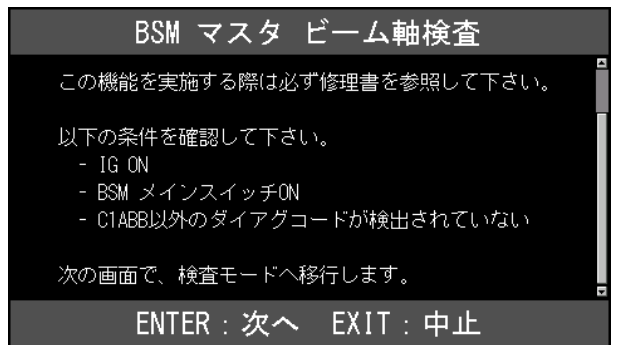 BSM マスタ ビーム軸検査
この機能を実施する際は必ず修理書を参照して下さい。
以下の条件を確認して下さい。
- IG ON
- BSM メインスイッチON
- C1ABB以外のダイアグコードが検出されていない
次の画面で、検査モードへ移行します。
ENTER：次へ EXIT：中止